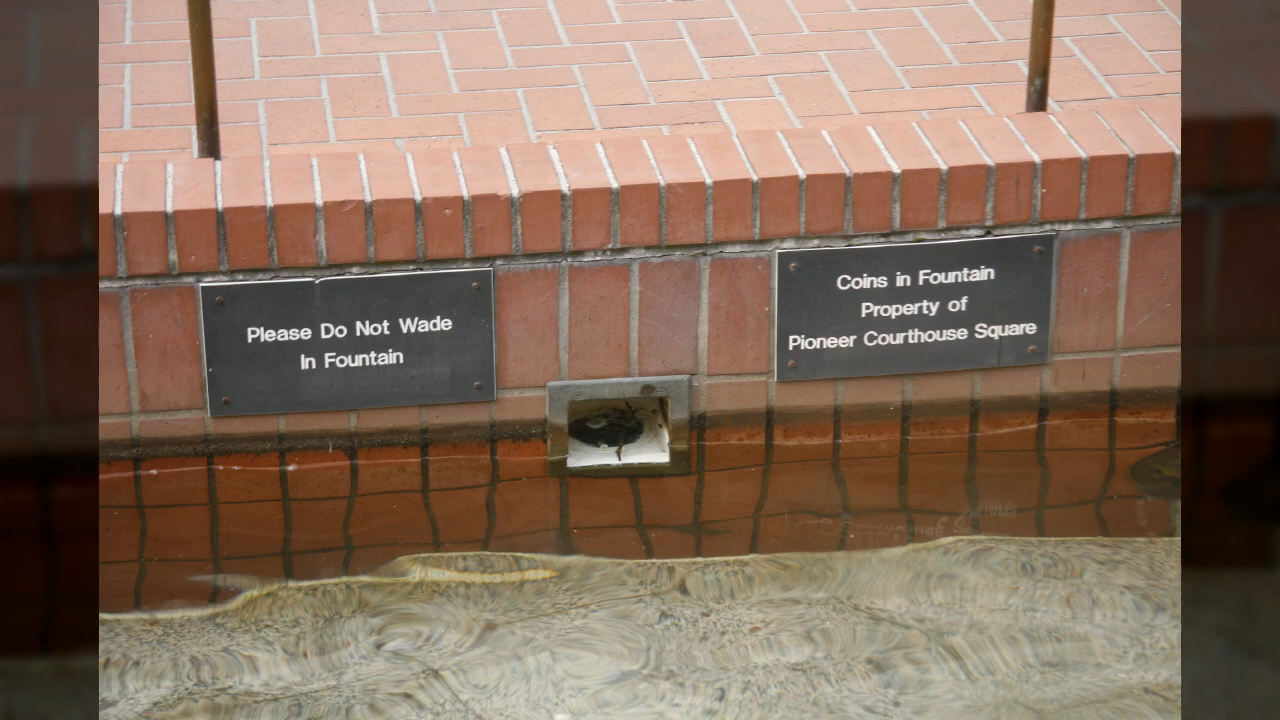 Please Do Not Wade
In Fountain
Coins in Fountain
Property of
Pioneer Courthouse Square